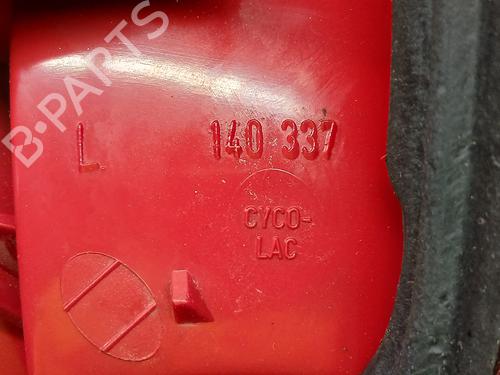 B-PARTS
L 140 337
CYCO-
LAC